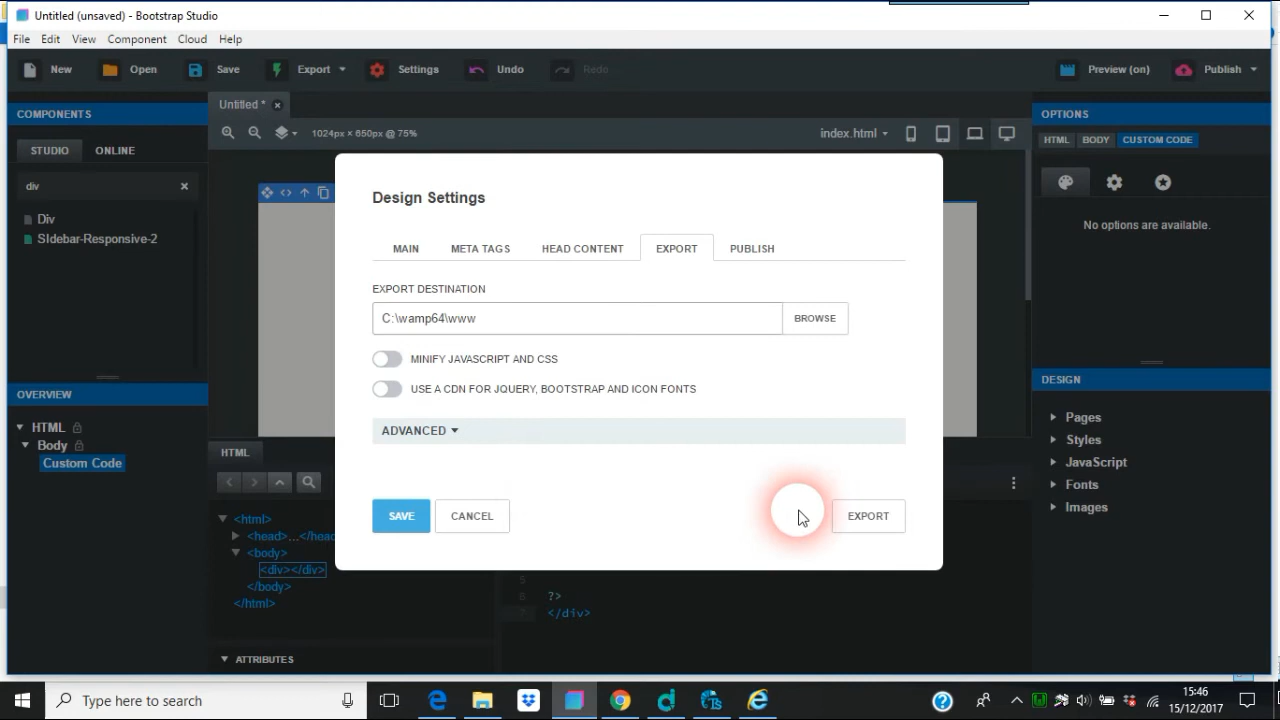 Untitled (unsaved) - Bootstrap Studio
File Edit View Component Cloud Help
New Open Save Export Settings Undo Redo Preview (on) Publish
COMPONENTS
Untitled *
OPTIONS
STUDIO ONLINE
1024px × 650px @ 75%
index.html
HTML BODY CUSTOM CODE
div
Div
SIdebar-Responsive-2
No options are available.
Design Settings
MAIN META TAGS HEAD CONTENT EXPORT PUBLISH
EXPORT DESTINATION
C:\wamp64\www BROWSE
MINIFY JAVASCRIPT AND CSS
USE A CDN FOR JQUERY, BOOTSTRAP AND ICON FONTS
ADVANCED
SAVE CANCEL EXPORT
OVERVIEW
HTML
Body
Custom Code
DESIGN
Pages
Styles
JavaScript
Fonts
Images
HTML
<html>
<head>...</head
<body>
<div></div>
</body>
</html>
ATTRIBUTES
5
6 ?>
7 </div>
Type here to search
15:46
15/12/2017